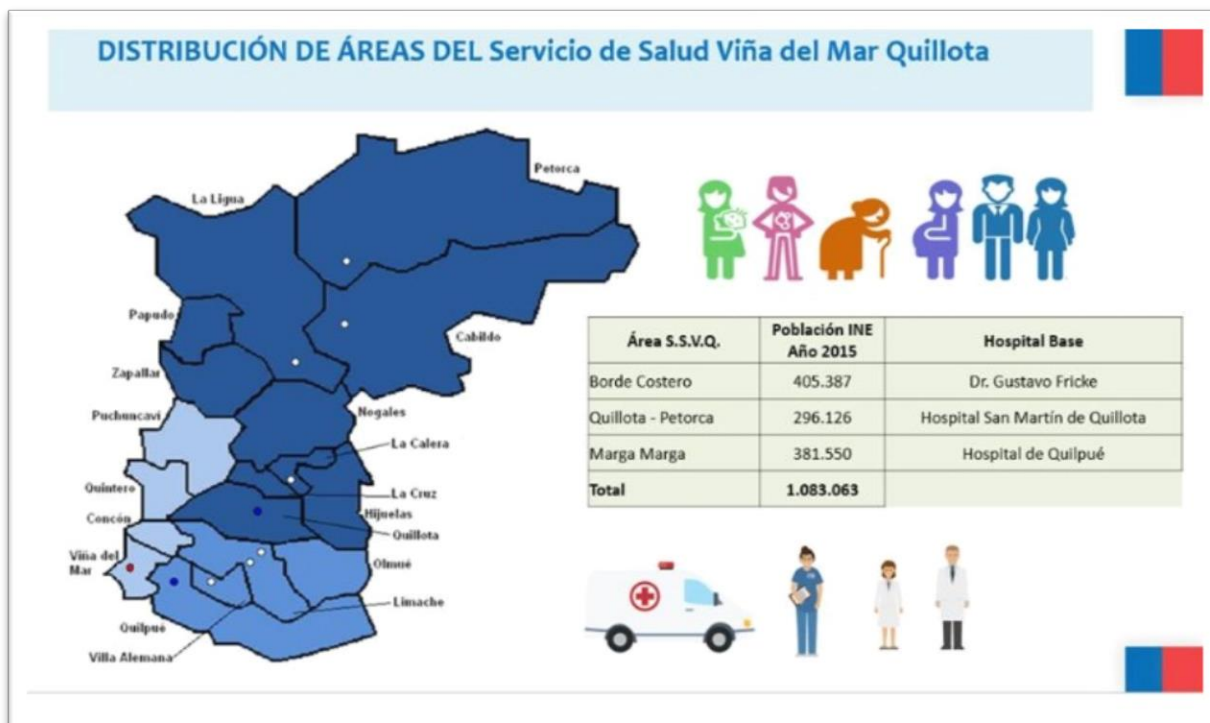 DISTRIBUCIÓN DE ÁREAS DEL Servicio de Salud Viña del Mar Quillota
Petorca
La Ligua
Papudo
Cabildo
Zapallar
Puchuncaví
Nogales
La Calera
Quintero
La Cruz
Concón
Hijuelas
Quillota
Viña del
Mar
Olmué
Limache
Quilpué
Villa Alemana
Área S.S.V.Q. Población INE Año 2015 Hospital Base
Borde Costero 405.387 Dr. Gustavo Fricke
Quillota - Petorca 296.126 Hospital San Martín de Quillota
Marga Marga 381.550 Hospital de Quilpué
Total 1.083.063